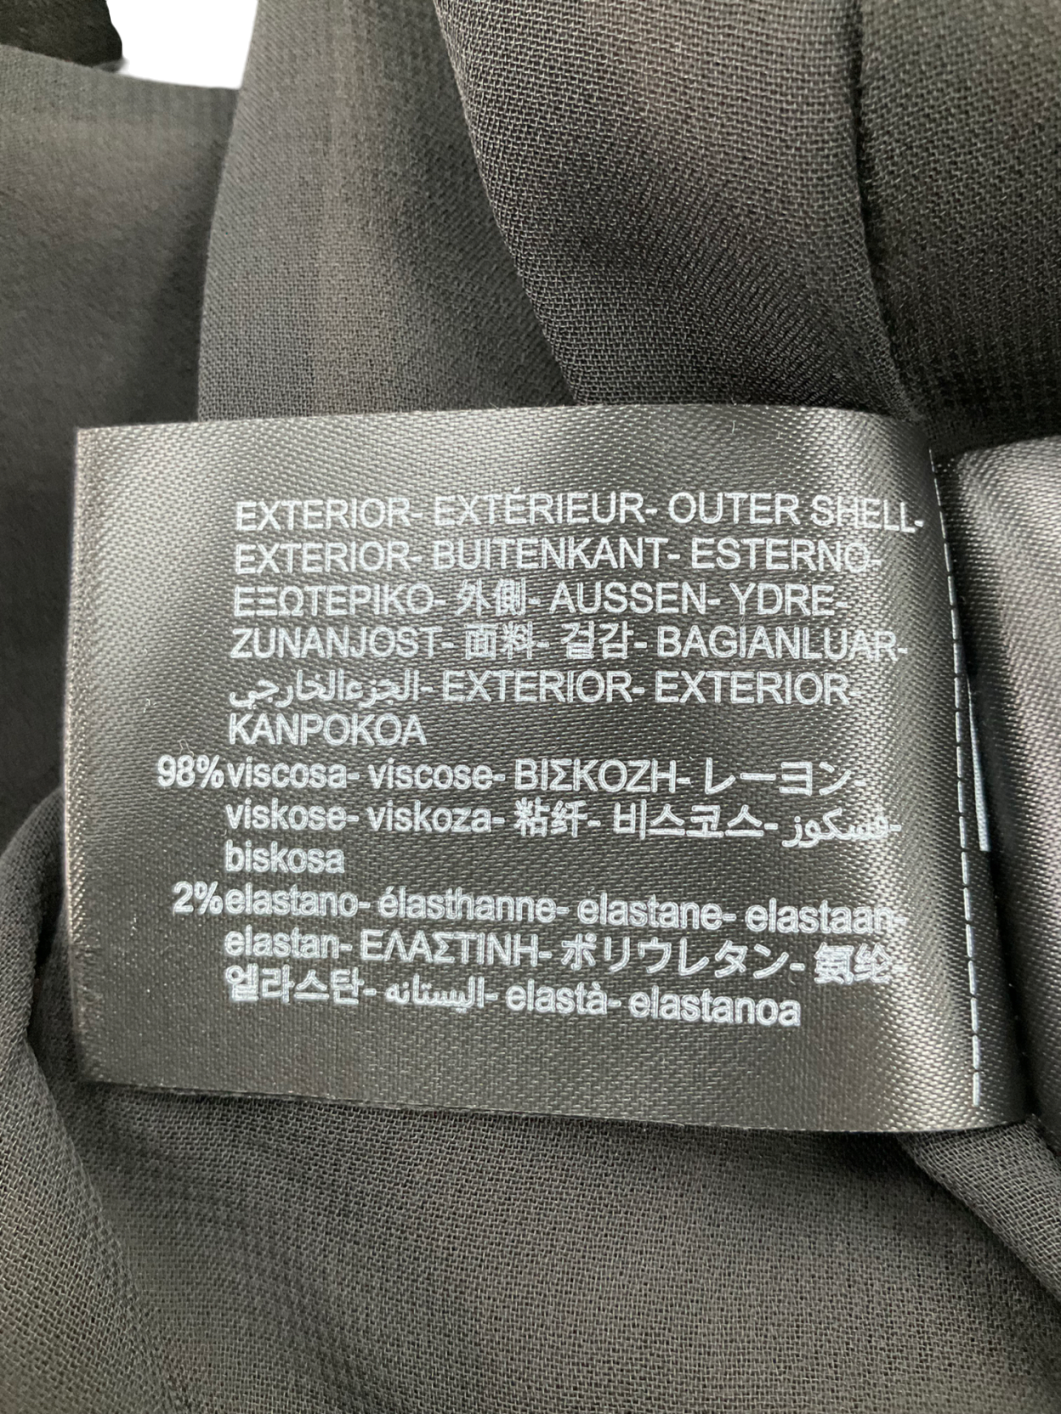 EXTERIOR- EXTÉRIEUR- OUTER SHELL-
EXTERIOR- BUITENKANT- ESTERNO-
ΕΞΩΤΕΡΙΚΟ- 外側- AUSSEN- YDRE-
ZUNANJOST- 面料- 겉감- BAGIANLUAR-
الجزءالخارجي- EXTERIOR- EXTERIOR-
KANPOKOA
98% viscosa- viscose- ΒΙΣΚΟΖΗ- レーヨン-
viskose- viskoza- 粘纤- 비스코스- فسكوز-
biskosa
2% elastano- élasthanne- elastane- elastaan-
elastan- ΕΛΑΣΤΙΝΗ- ポリウレタン- 氨纶-
엘라스탄- اليستانه- elastà- elastanoa